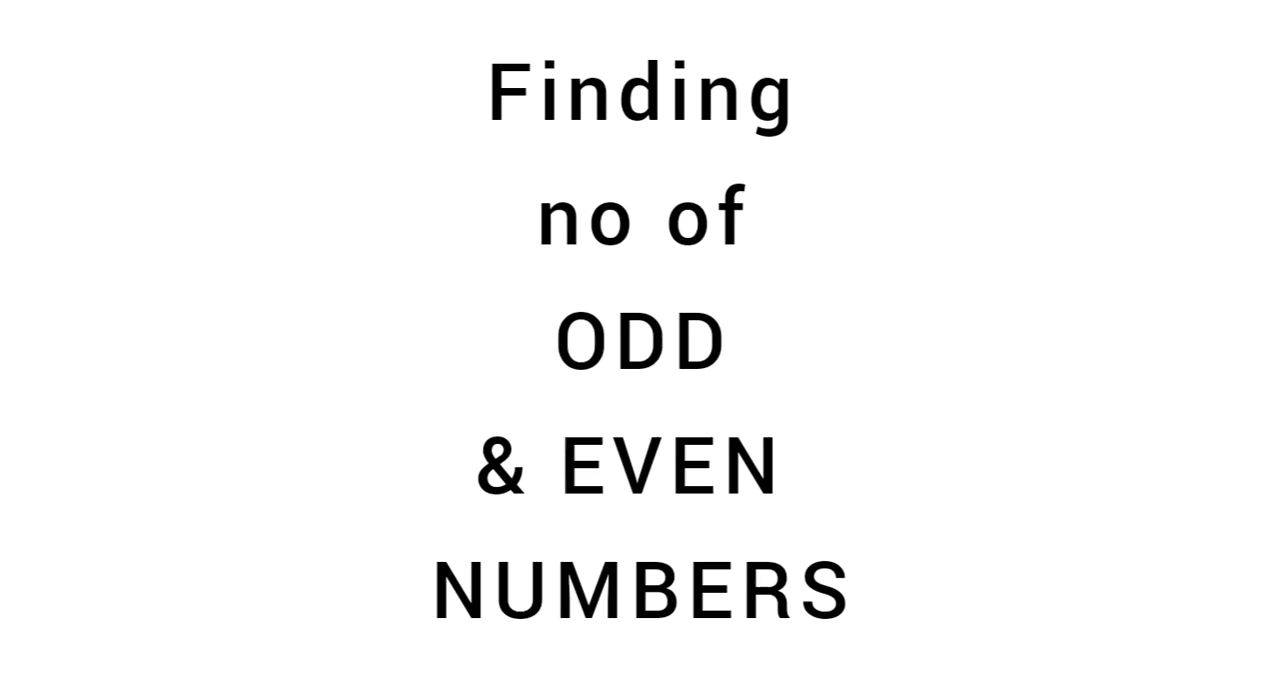 Finding
no of
ODD
& EVEN
NUMBERS